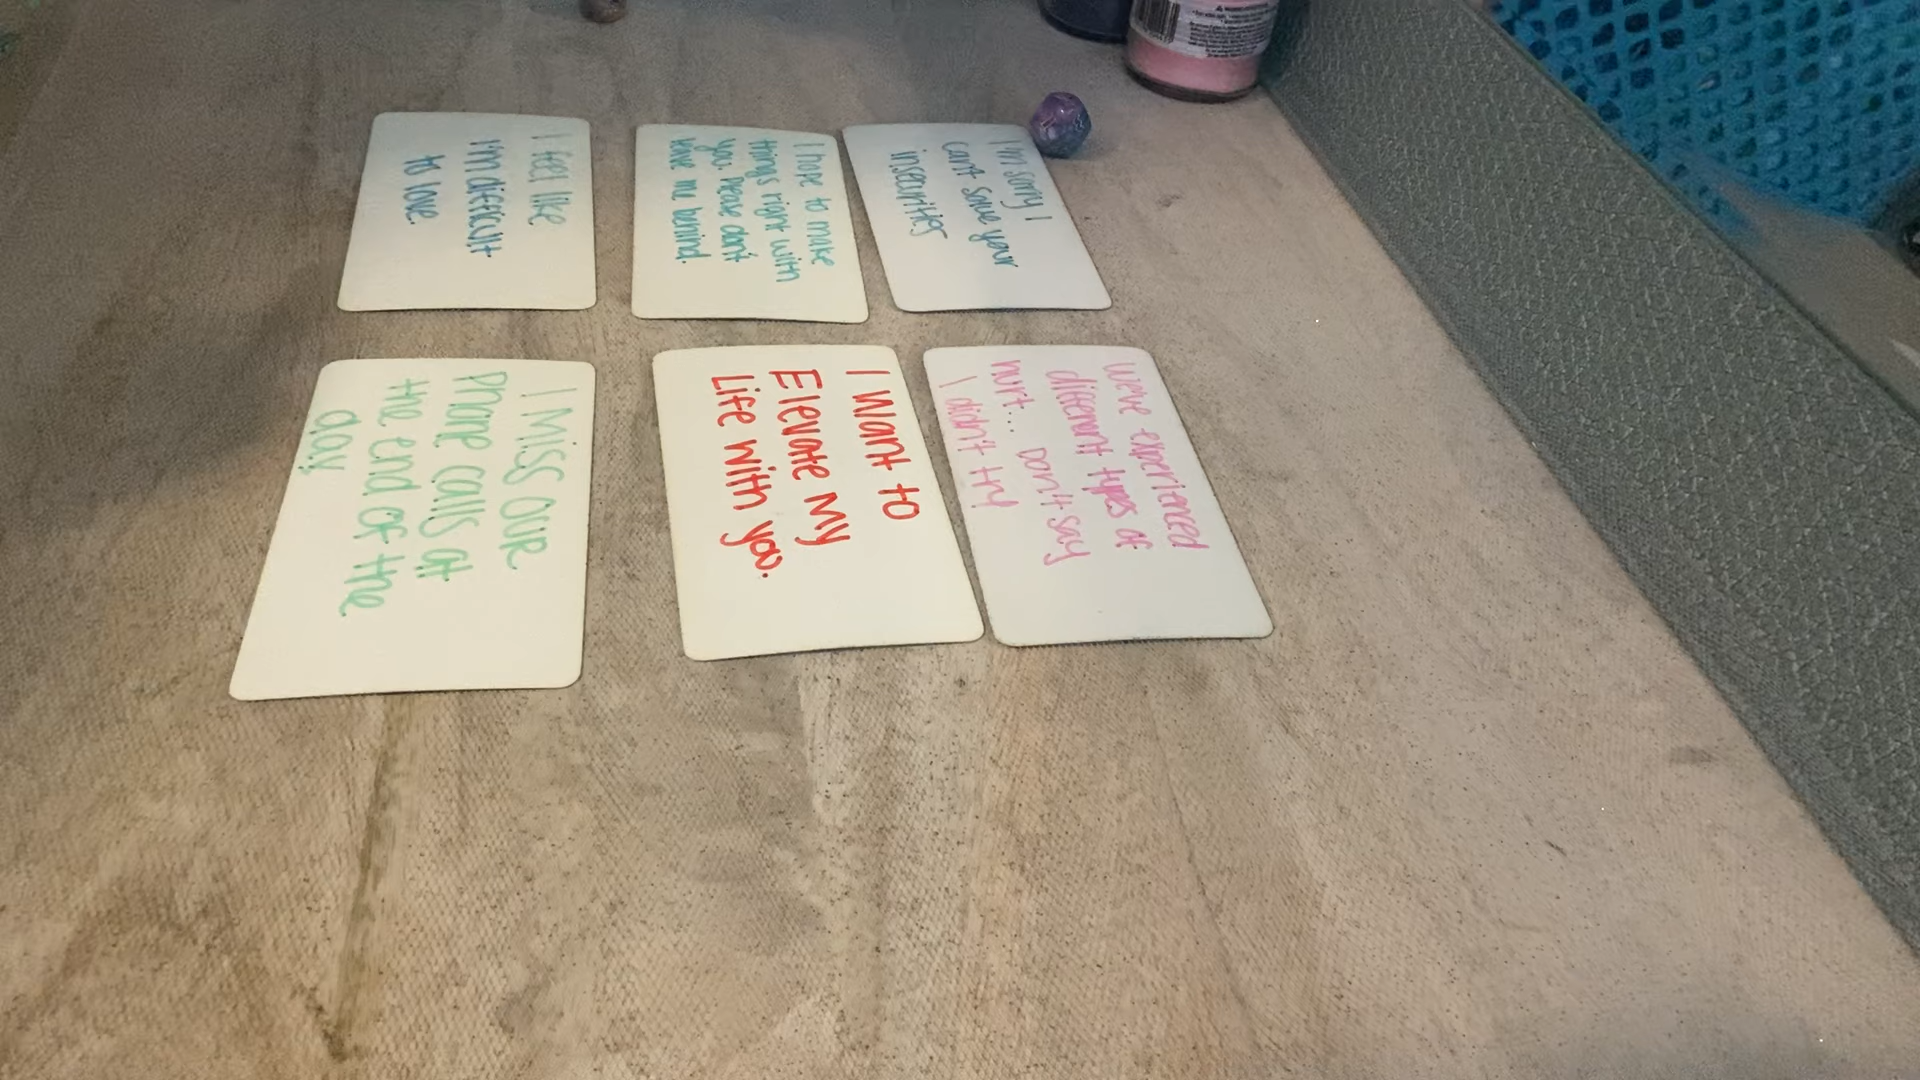 I feel like
I'm difficult
to love.
I hope to make
things right with
you. Please don't
leave me behind.
I'm sorry I
can't solve your
insecurities
I MISS OUR
Phone calls at
the end OF the
day
I want to
Elevate My
Life with you.
We've experienced
different types of
hurt... Don't say
I didn't try
WARNING